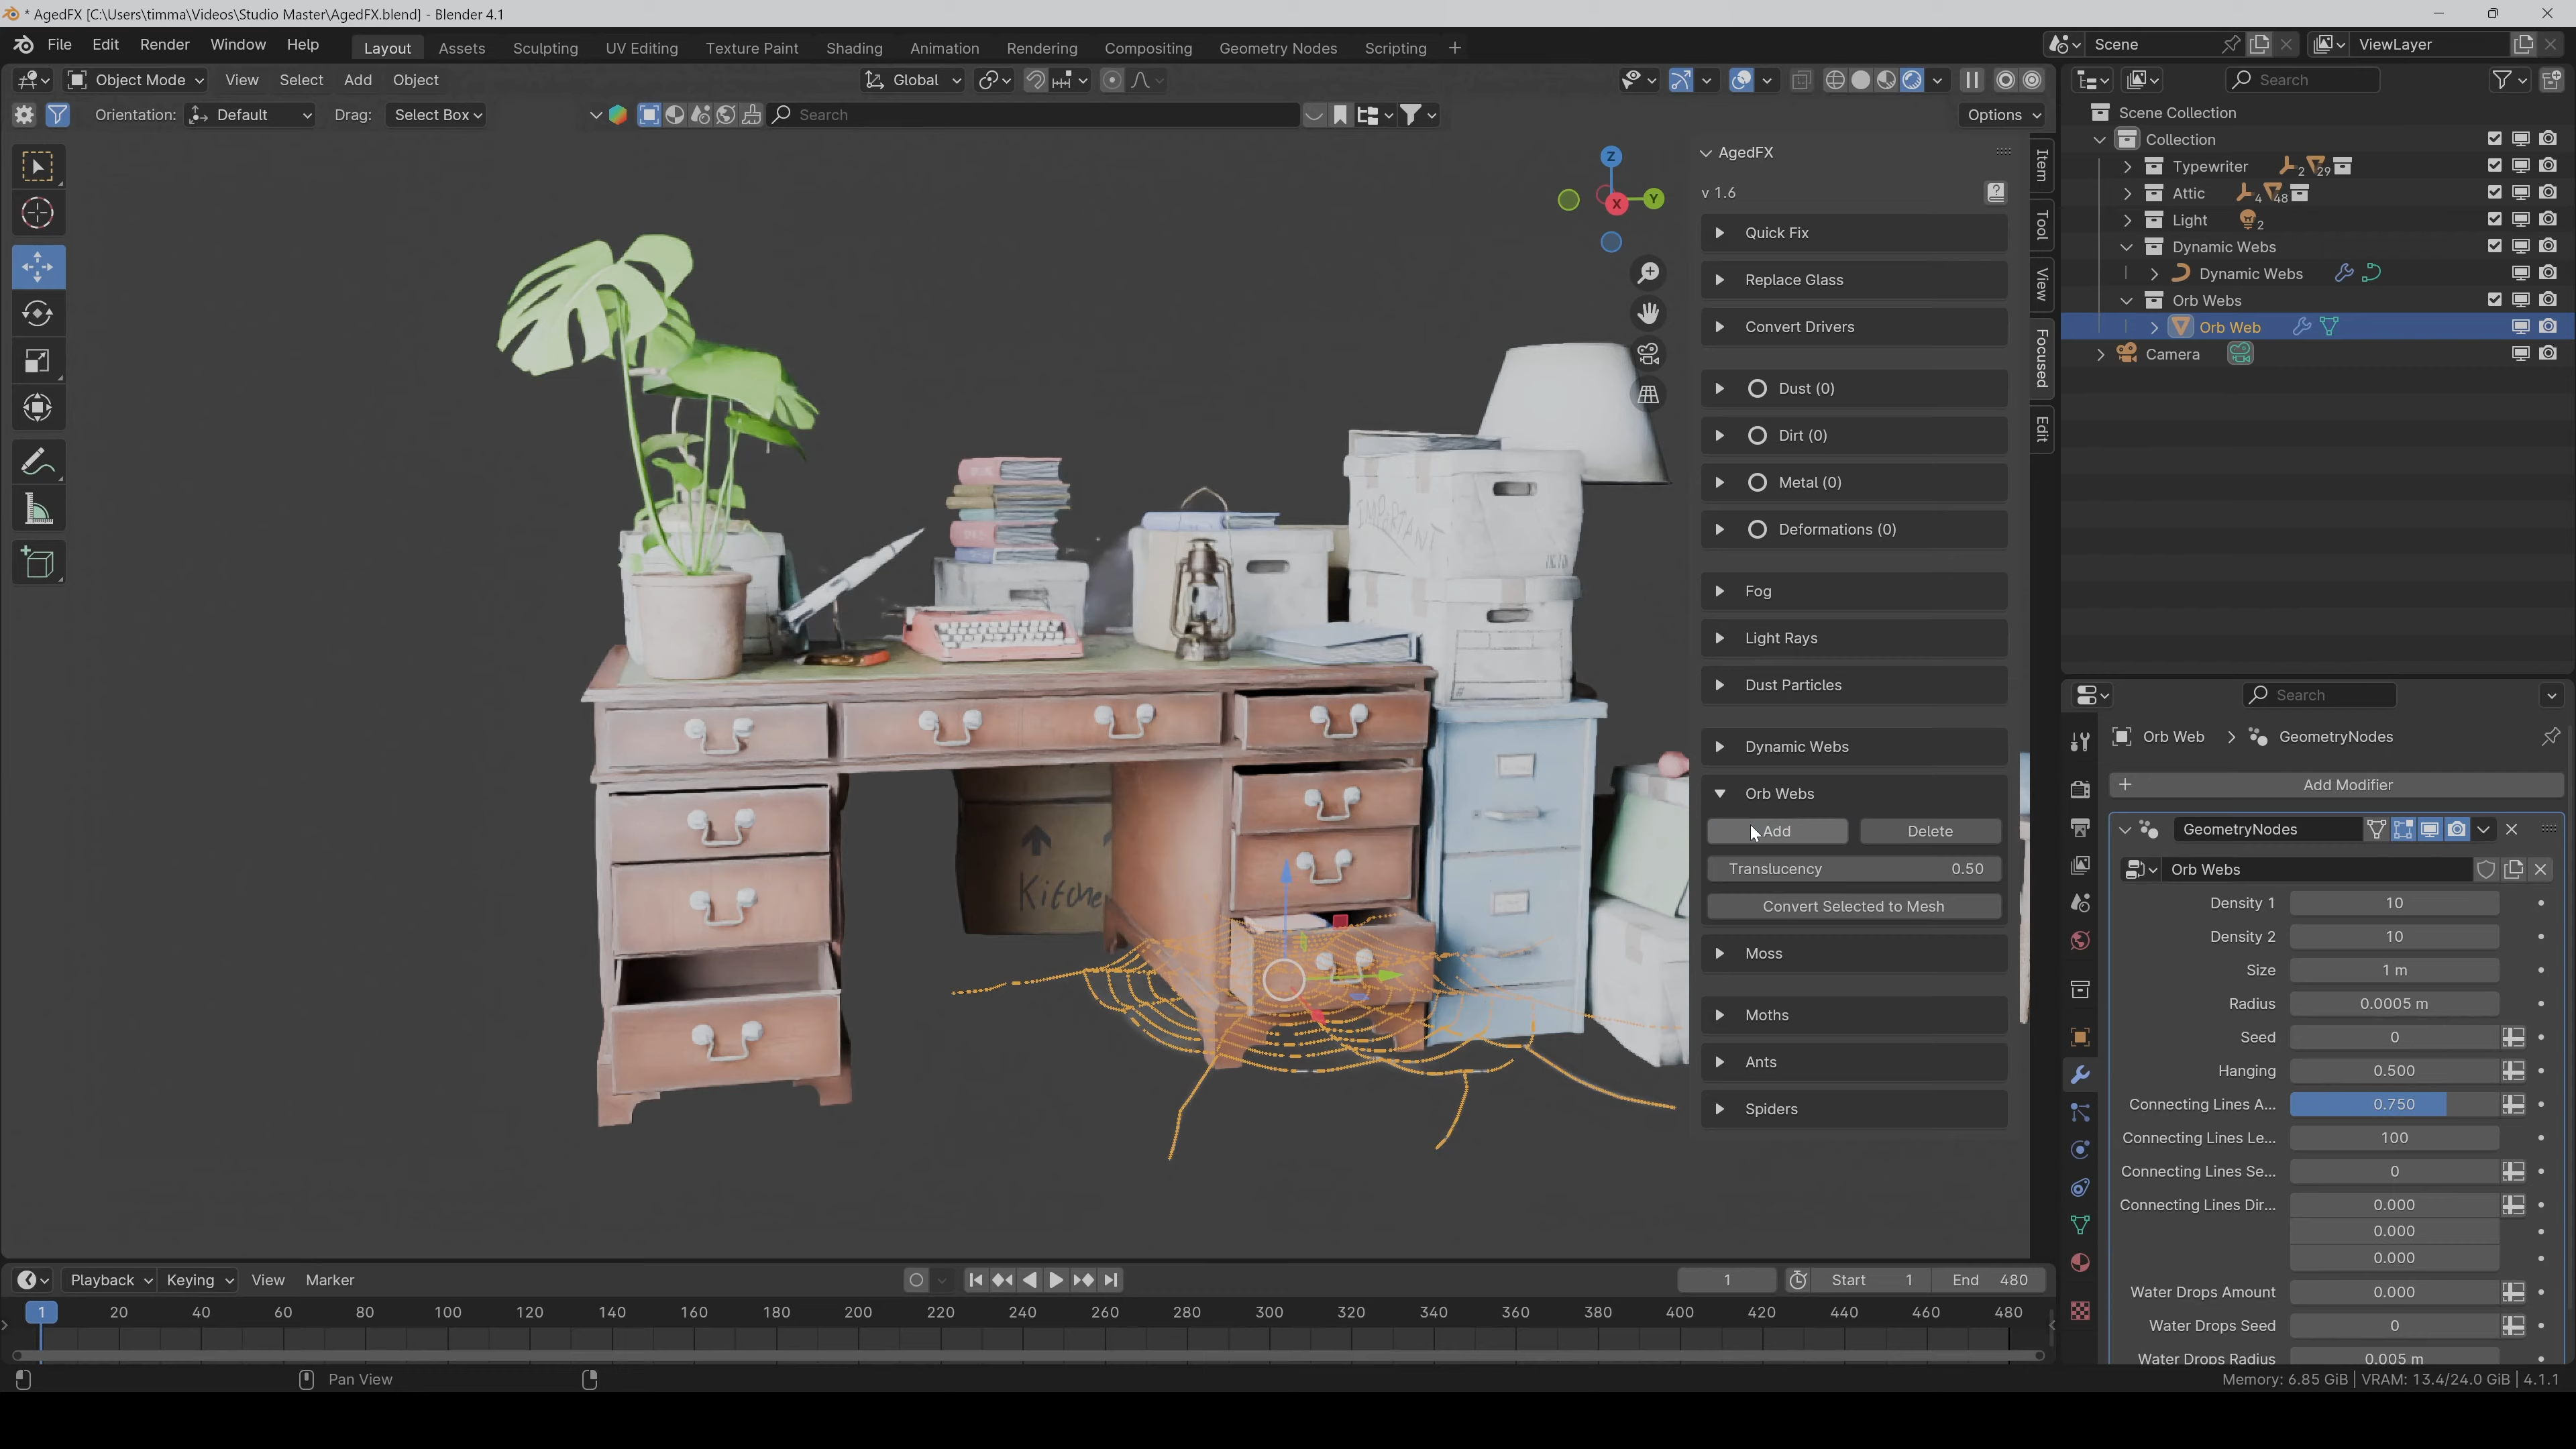 * AgedFX [C:\Users\timma\Videos\Studio Master\AgedFX.blend] - Blender 4.1
File Edit Render Window Help Layout Assets Sculpting UV Editing Texture Paint Shading Animation Rendering Compositing Geometry Nodes Scripting + Scene ViewLayer
Object Mode View Select Add Object Global Search
Orientation: Default Drag: Select Box Search Options
Scene Collection
Collection
Typewriter 2 29
Attic 4 48
Light 2
Dynamic Webs
Dynamic Webs
Orb Webs
Orb Web
Camera
Z
Y
X
Item
Tool
View
Focused
Edit
AgedFX
v 1.6
Quick Fix
Replace Glass
Convert Drivers
Dust (0)
Dirt (0)
Metal (0)
Deformations (0)
Fog
Light Rays
Dust Particles
Dynamic Webs
Orb Webs
Add Delete
Translucency 0.50
Convert Selected to Mesh
Moss
Moths
Ants
Spiders
IMPORTANT
Kitche
Search
Orb Web > GeometryNodes
+ Add Modifier
GeometryNodes
Orb Webs
Density 1 10
Density 2 10
Size 1 m
Radius 0.0005 m
Seed 0
Hanging 0.500
Connecting Lines A... 0.750
Connecting Lines Le... 100
Connecting Lines Se... 0
Connecting Lines Dir... 0.000
0.000
0.000
Water Drops Amount 0.000
Water Drops Seed 0
Water Drops Radius 0.005 m
Playback Keying View Marker 1 Start 1 End 480
1 20 40 60 80 100 120 140 160 180 200 220 240 260 280 300 320 340 360 380 400 420 440 460 480
Pan View
Memory: 6.85 GiB | VRAM: 13.4/24.0 GiB | 4.1.1